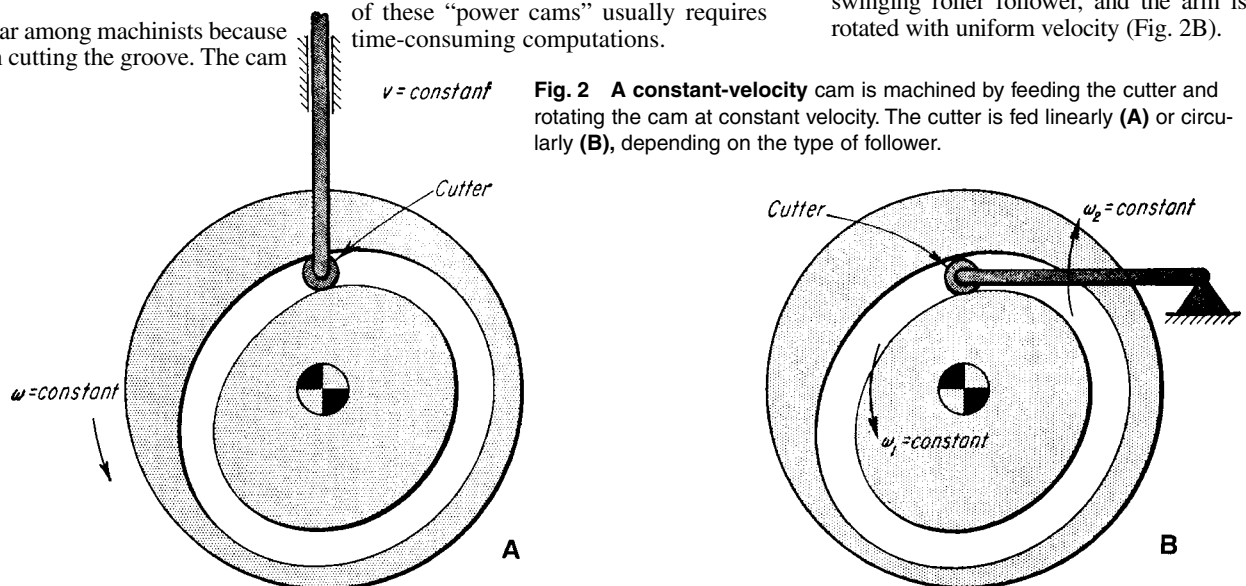 ar among machinists because
n cutting the groove. The cam
of these “power cams” usually requires
time-consuming computations.
swinging roller follower, and the arm is
rotated with uniform velocity (Fig. 2B).
v = constant
Fig. 2 A constant-velocity cam is machined by feeding the cutter and
rotating the cam at constant velocity. The cutter is fed linearly (A) or circu-
larly (B), depending on the type of follower.
Cutter
ω=constant
A
Cutter
ω₂=constant
ω₁=constant
B